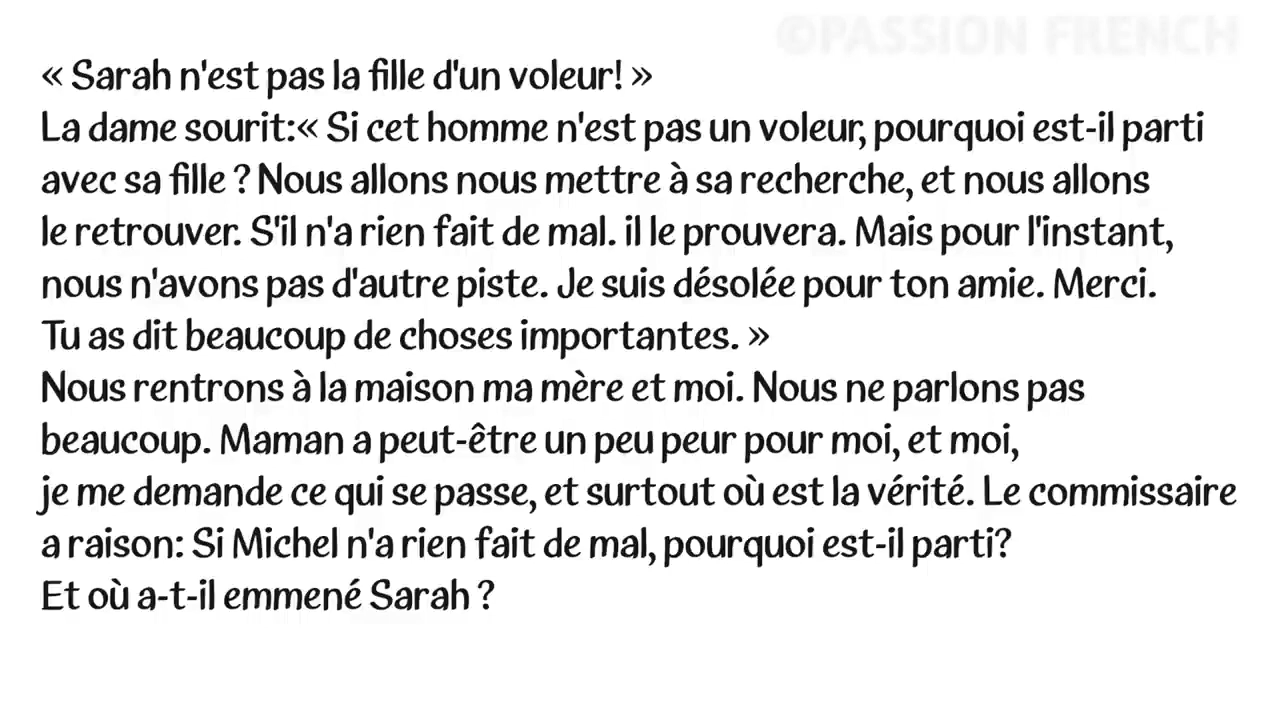 ©PASSION FRENCH
« Sarah n'est pas la fille d'un voleur! »
La dame sourit:« Si cet homme n'est pas un voleur, pourquoi est-il parti
avec sa fille ? Nous allons nous mettre à sa recherche, et nous allons
le retrouver. S'il n'a rien fait de mal. il le prouvera. Mais pour l'instant,
nous n'avons pas d'autre piste. Je suis désolée pour ton amie. Merci.
Tu as dit beaucoup de choses importantes. »
Nous rentrons à la maison ma mère et moi. Nous ne parlons pas
beaucoup. Maman a peut-être un peu peur pour moi, et moi,
je me demande ce qui se passe, et surtout où est la vérité. Le commissaire
a raison: Si Michel n'a rien fait de mal, pourquoi est-il parti?
Et où a-t-il emmené Sarah ?